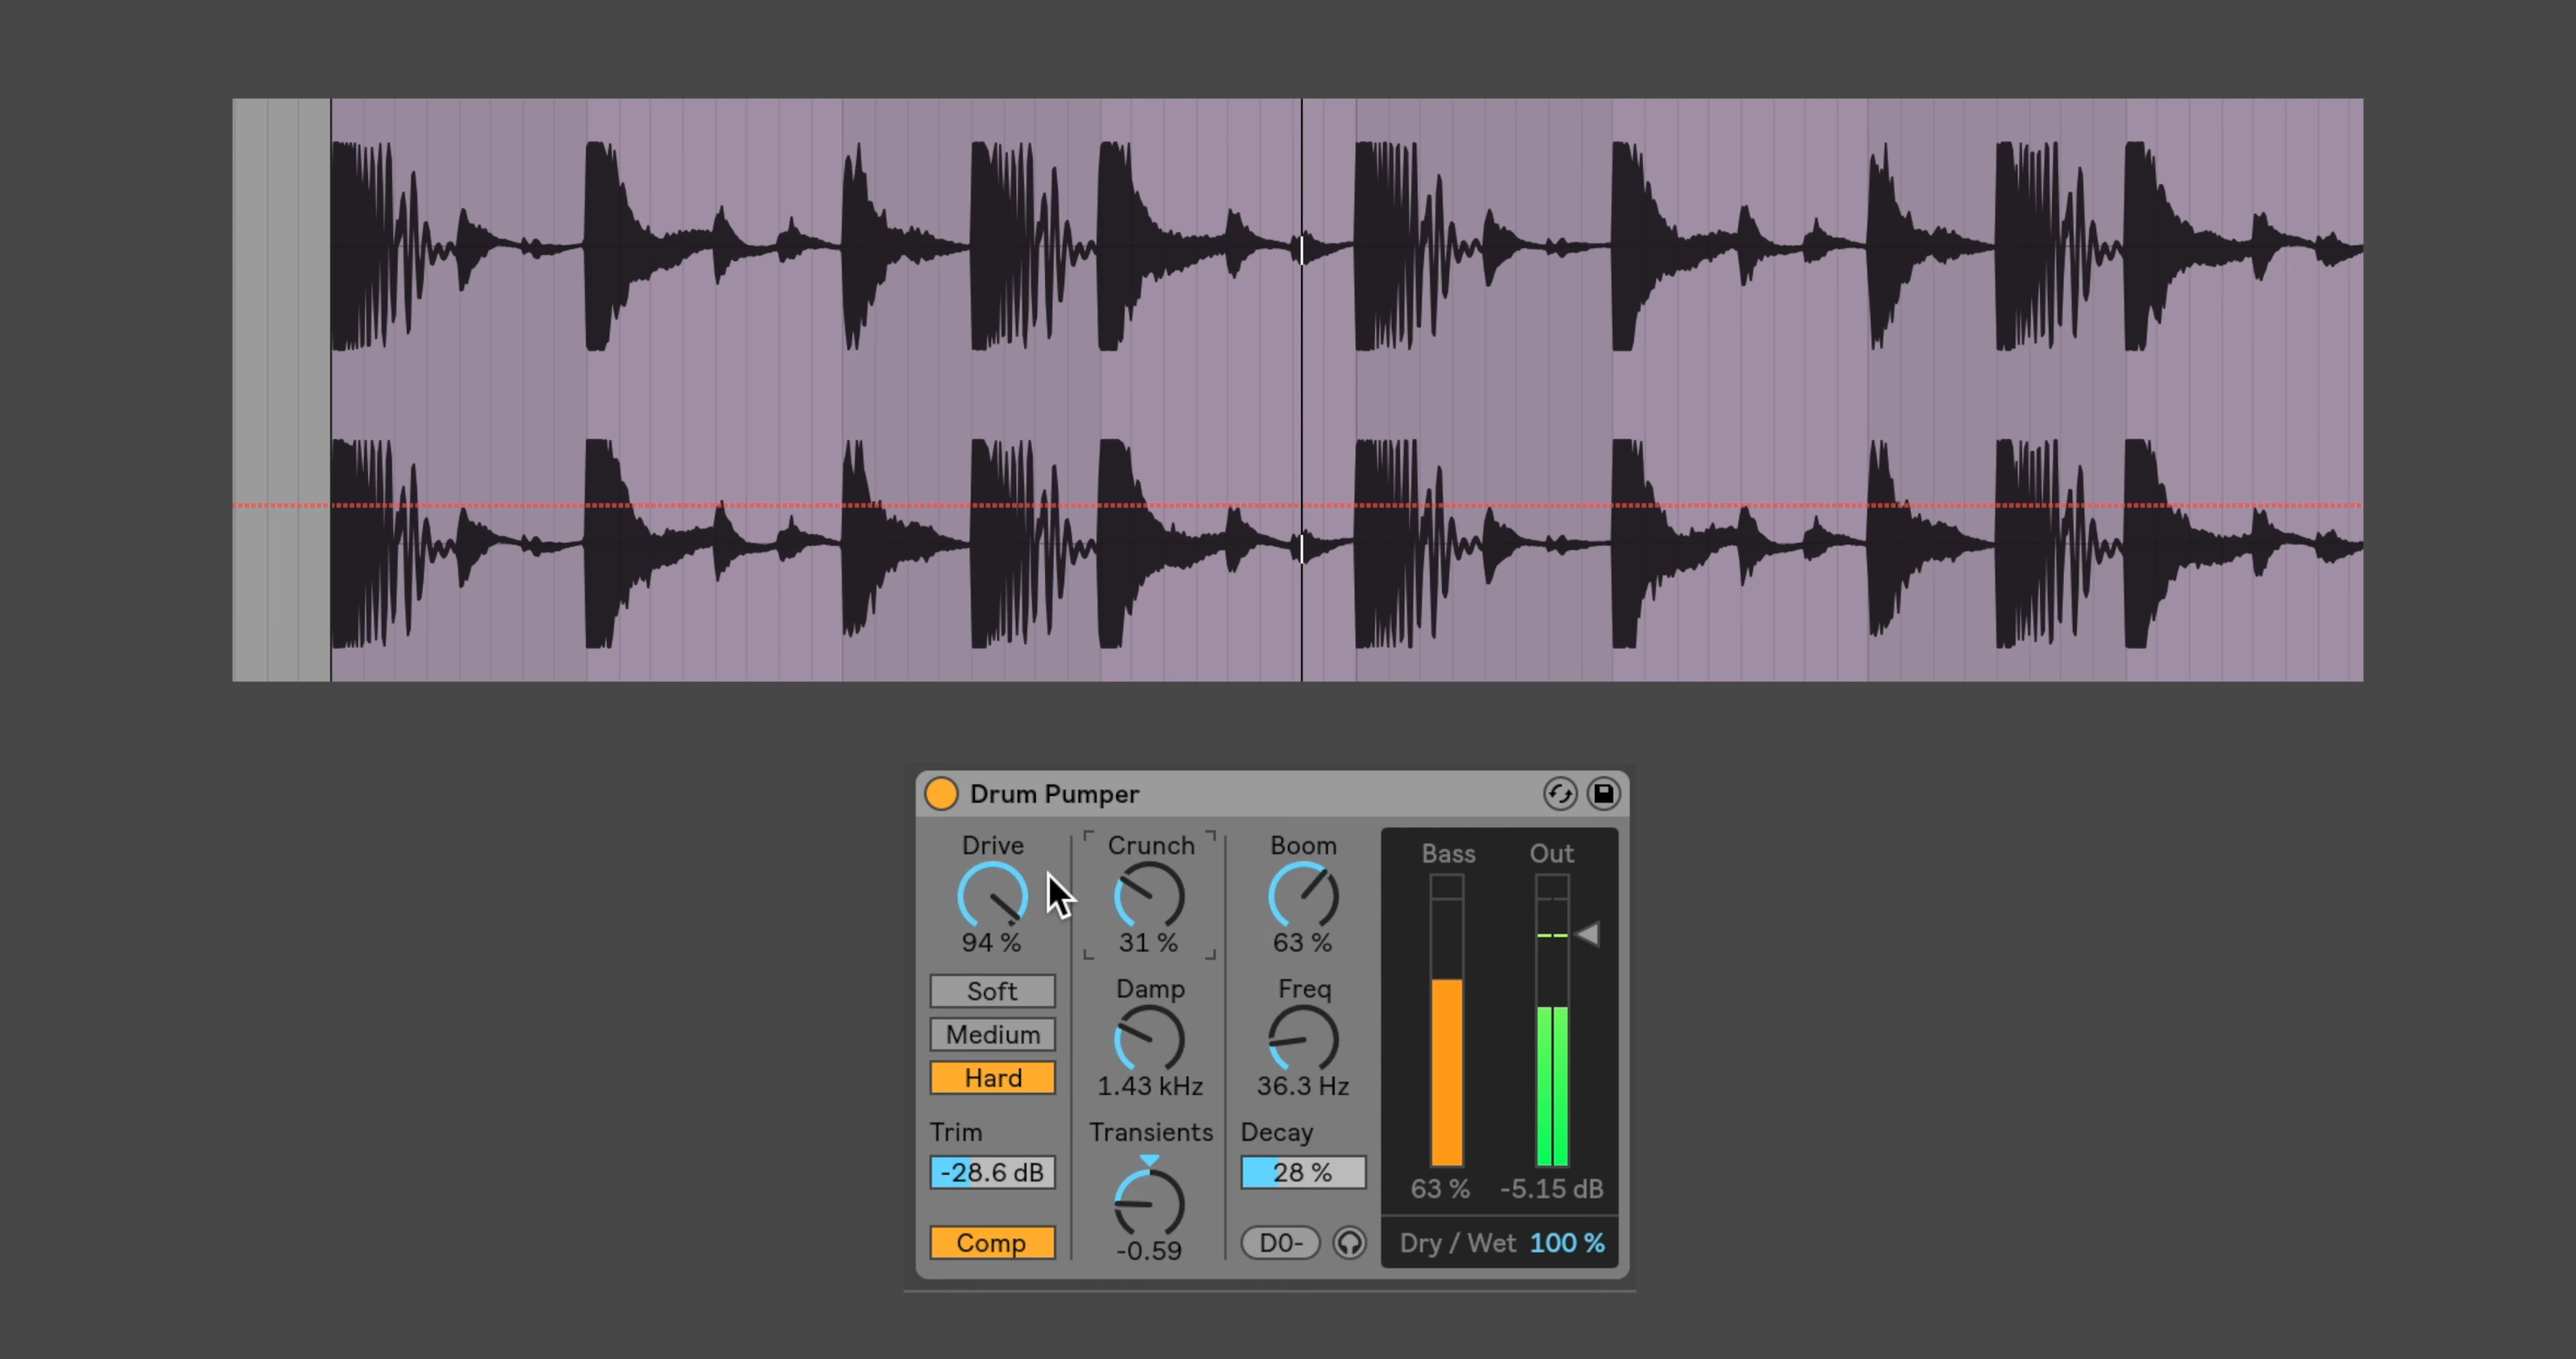 Drum Pumper
Drive
94 %
Soft
Medium
Hard
Trim
-28.6 dB
Comp
Crunch
31 %
Damp
1.43 kHz
Transients
-0.59
Boom
63 %
Freq
36.3 Hz
Decay
28 %
D0-
Bass Out
63 % -5.15 dB
Dry / Wet 100 %